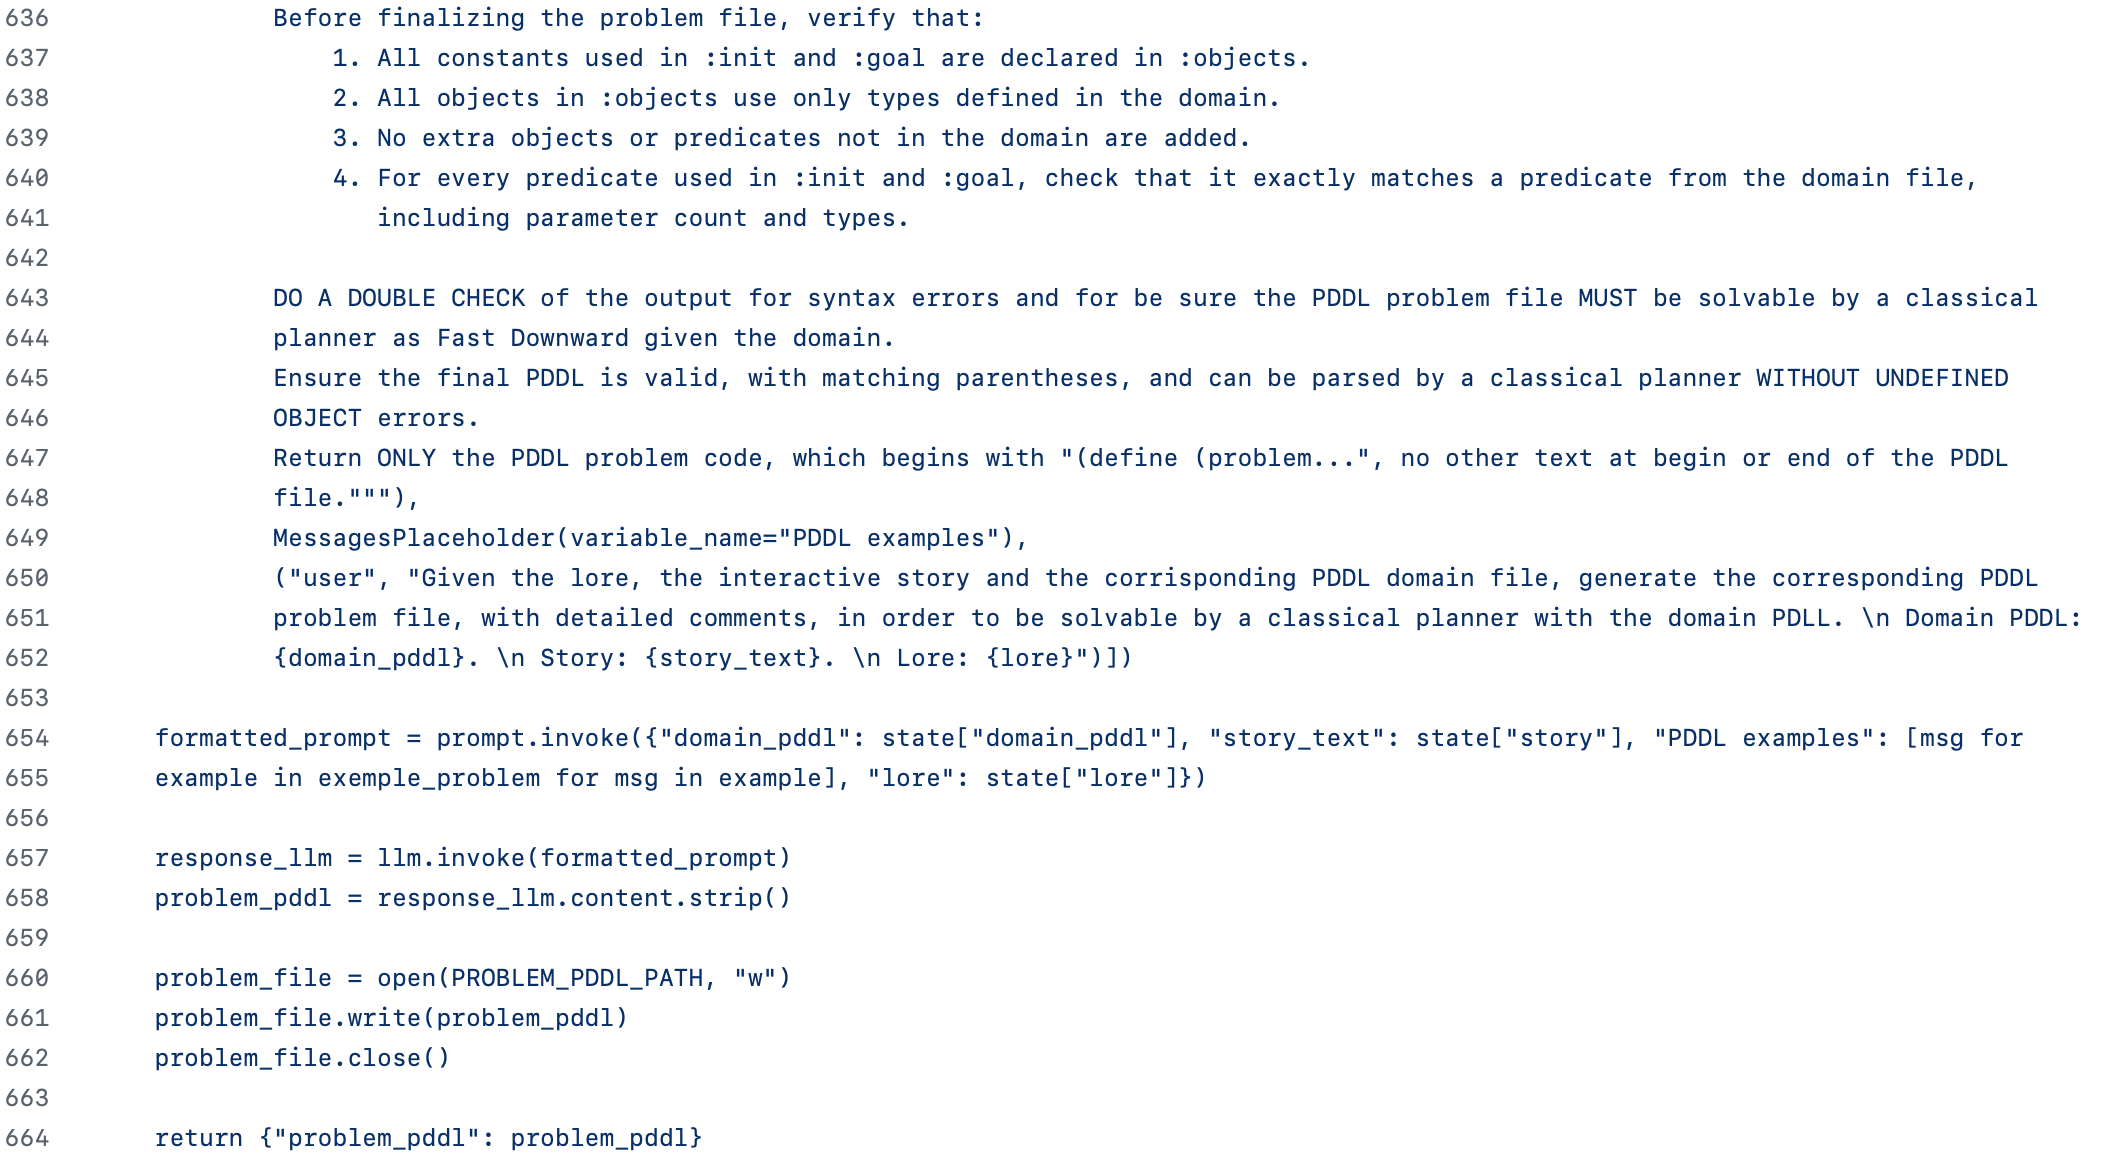 636 Before finalizing the problem file, verify that:
637 1. All constants used in :init and :goal are declared in :objects.
638 2. All objects in :objects use only types defined in the domain.
639 3. No extra objects or predicates not in the domain are added.
640 4. For every predicate used in :init and :goal, check that it exactly matches a predicate from the domain file,
641 including parameter count and types.
642
643 DO A DOUBLE CHECK of the output for syntax errors and for be sure the PDDL problem file MUST be solvable by a classical
644 planner as Fast Downward given the domain.
645 Ensure the final PDDL is valid, with matching parentheses, and can be parsed by a classical planner WITHOUT UNDEFINED
646 OBJECT errors.
647 Return ONLY the PDDL problem code, which begins with "(define (problem...", no other text at begin or end of the PDDL
648 file."""),
649 MessagesPlaceholder(variable_name="PDDL examples"),
650 ("user", "Given the lore, the interactive story and the corrisponding PDDL domain file, generate the corresponding PDDL
651 problem file, with detailed comments, in order to be solvable by a classical planner with the domain PDLL. \n Domain PDDL:
652 {domain_pddl}. \n Story: {story_text}. \n Lore: {lore}")])
653
654 formatted_prompt = prompt.invoke({"domain_pddl": state["domain_pddl"], "story_text": state["story"], "PDDL examples": [msg for
655 example in exemple_problem for msg in example], "lore": state["lore"]})
656
657 response_llm = llm.invoke(formatted_prompt)
658 problem_pddl = response_llm.content.strip()
659
660 problem_file = open(PROBLEM_PDDL_PATH, "w")
661 problem_file.write(problem_pddl)
662 problem_file.close()
663
664 return {"problem_pddl": problem_pddl}